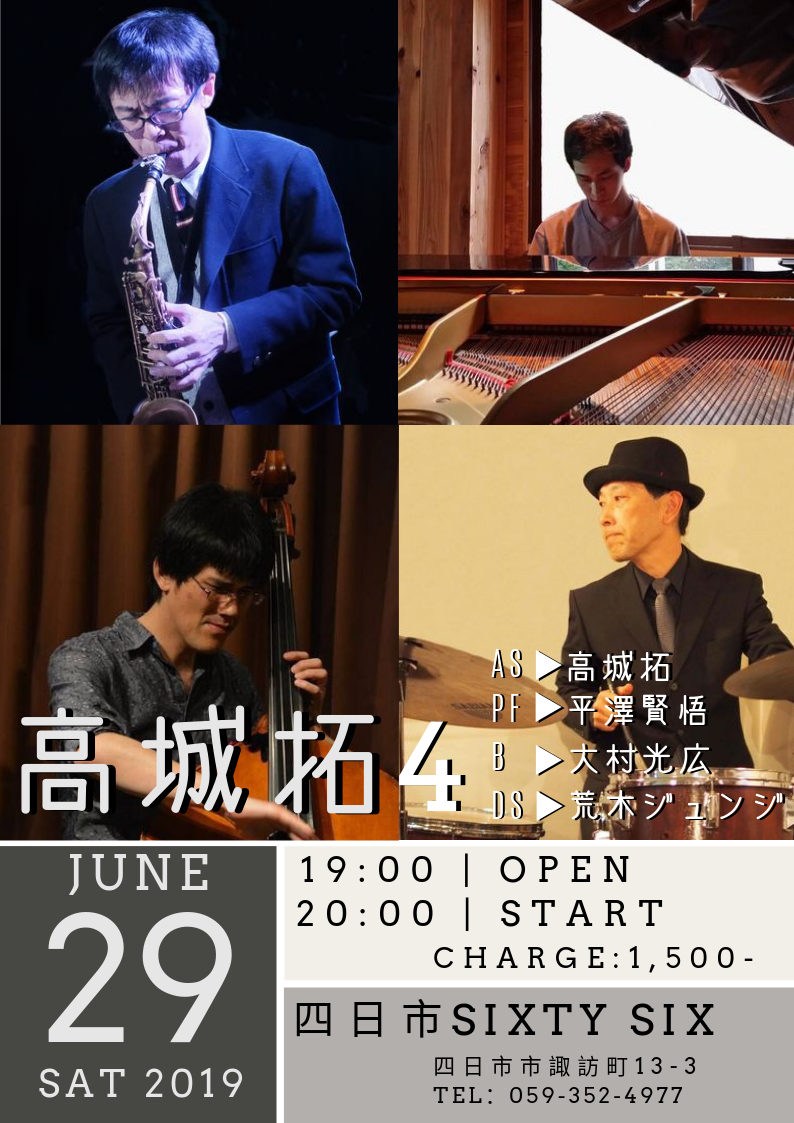 AS▶高城拓
PF▶平澤賢悟
B ▶大村光広
DS▶荒木ジュンジ
高城拓4
JUNE
29
SAT 2019
19:00 | OPEN
20:00 | START
CHARGE:1,500-
四日市SIXTY SIX
四日市市諏訪町13-3
TEL: 059-352-4977